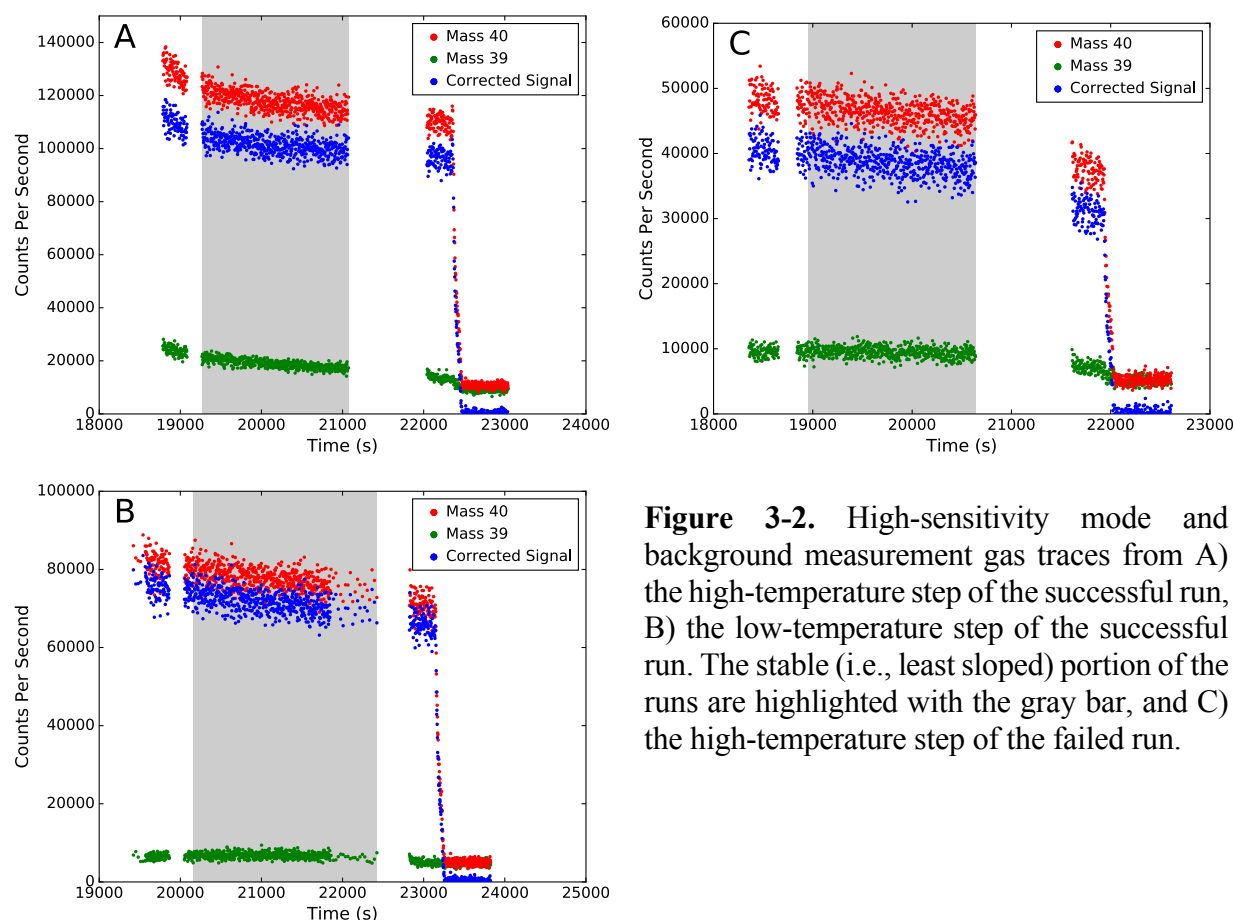 A
Mass 40
Mass 39
Corrected Signal
140000
120000
100000
80000
60000
40000
20000
0
Counts Per Second
18000 19000 20000 21000 22000 23000 24000
Time (s)
C
Mass 40
Mass 39
Corrected Signal
60000
50000
40000
30000
20000
10000
0
Counts Per Second
18000 19000 20000 21000 22000 23000
Time (s)
B
Mass 40
Mass 39
Corrected Signal
100000
80000
60000
40000
20000
0
Counts Per Second
19000 20000 21000 22000 23000 24000 25000
Time (s)
Figure 3-2. High-sensitivity mode and
background measurement gas traces from A)
the high-temperature step of the successful run,
B) the low-temperature step of the successful
run. The stable (i.e., least sloped) portion of the
runs are highlighted with the gray bar, and C)
the high-temperature step of the failed run.